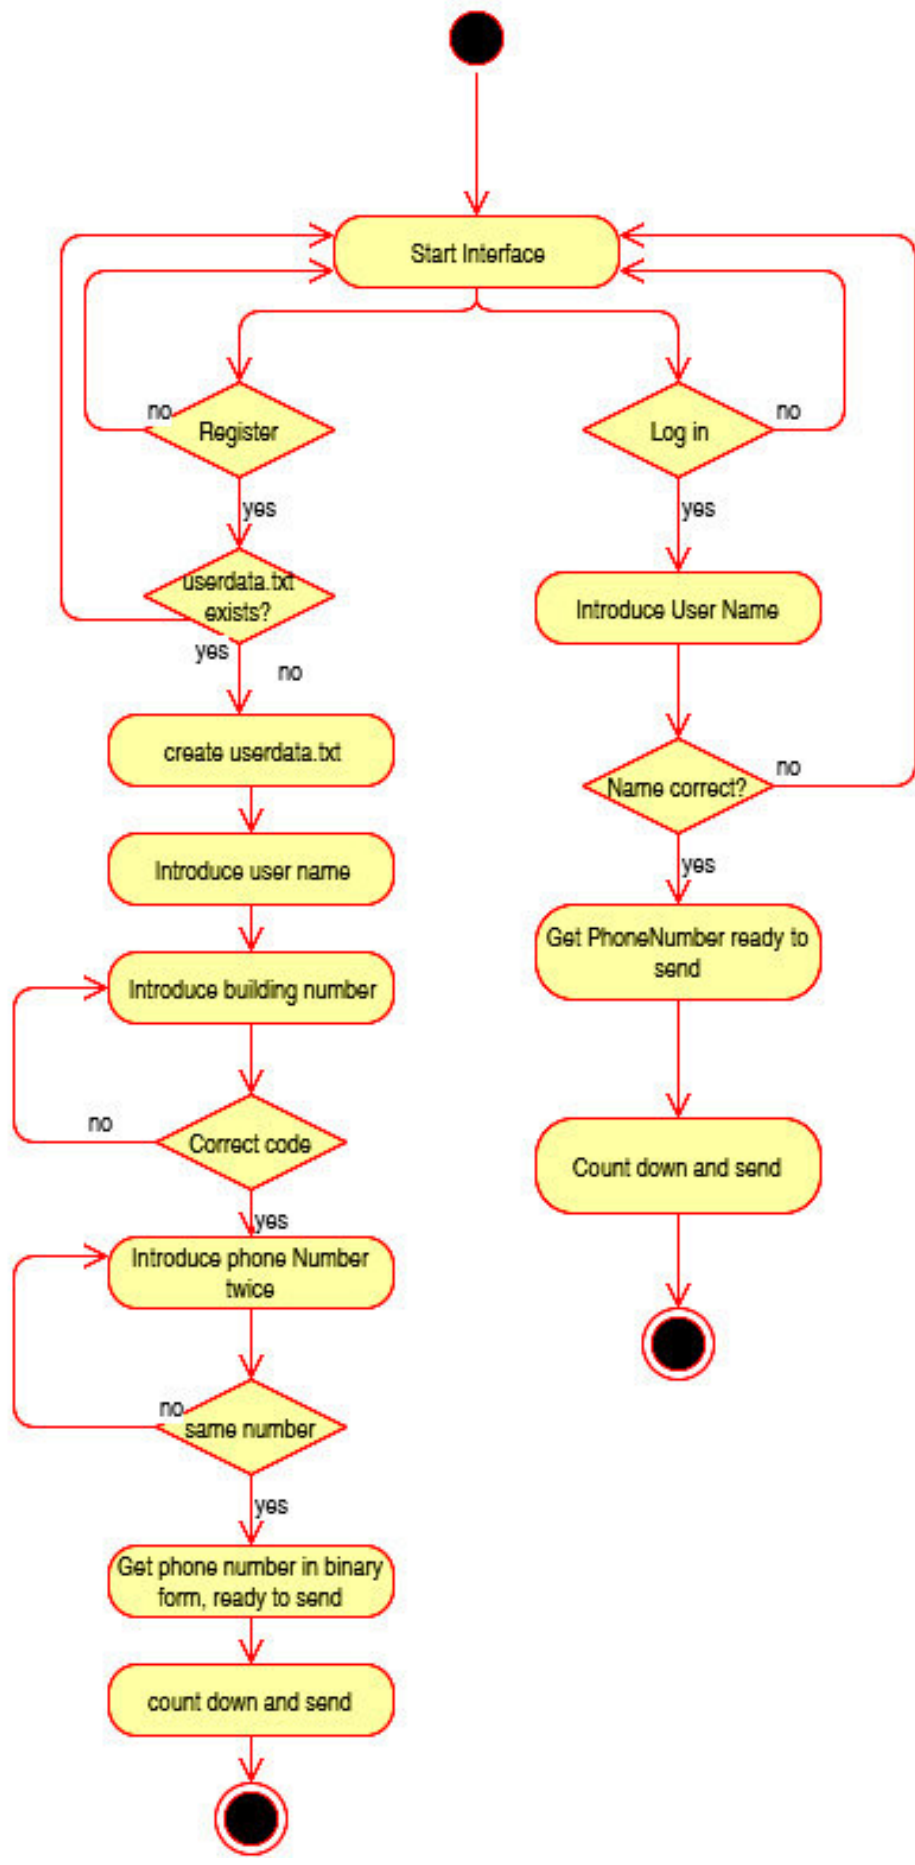 Start Interface
no
Register
Log in
no
yes
yes
userdata.txt
exists?
Introduce User Name
yes
no
create userdata.txt
no
Name correct?
Introduce user name
yes
Get PhoneNumber ready to
send
Introduce building number
no
Correct code
Count down and send
yes
Introduce phone Number
twice
no
same number
yes
Get phone number in binary
form, ready to send
count down and send